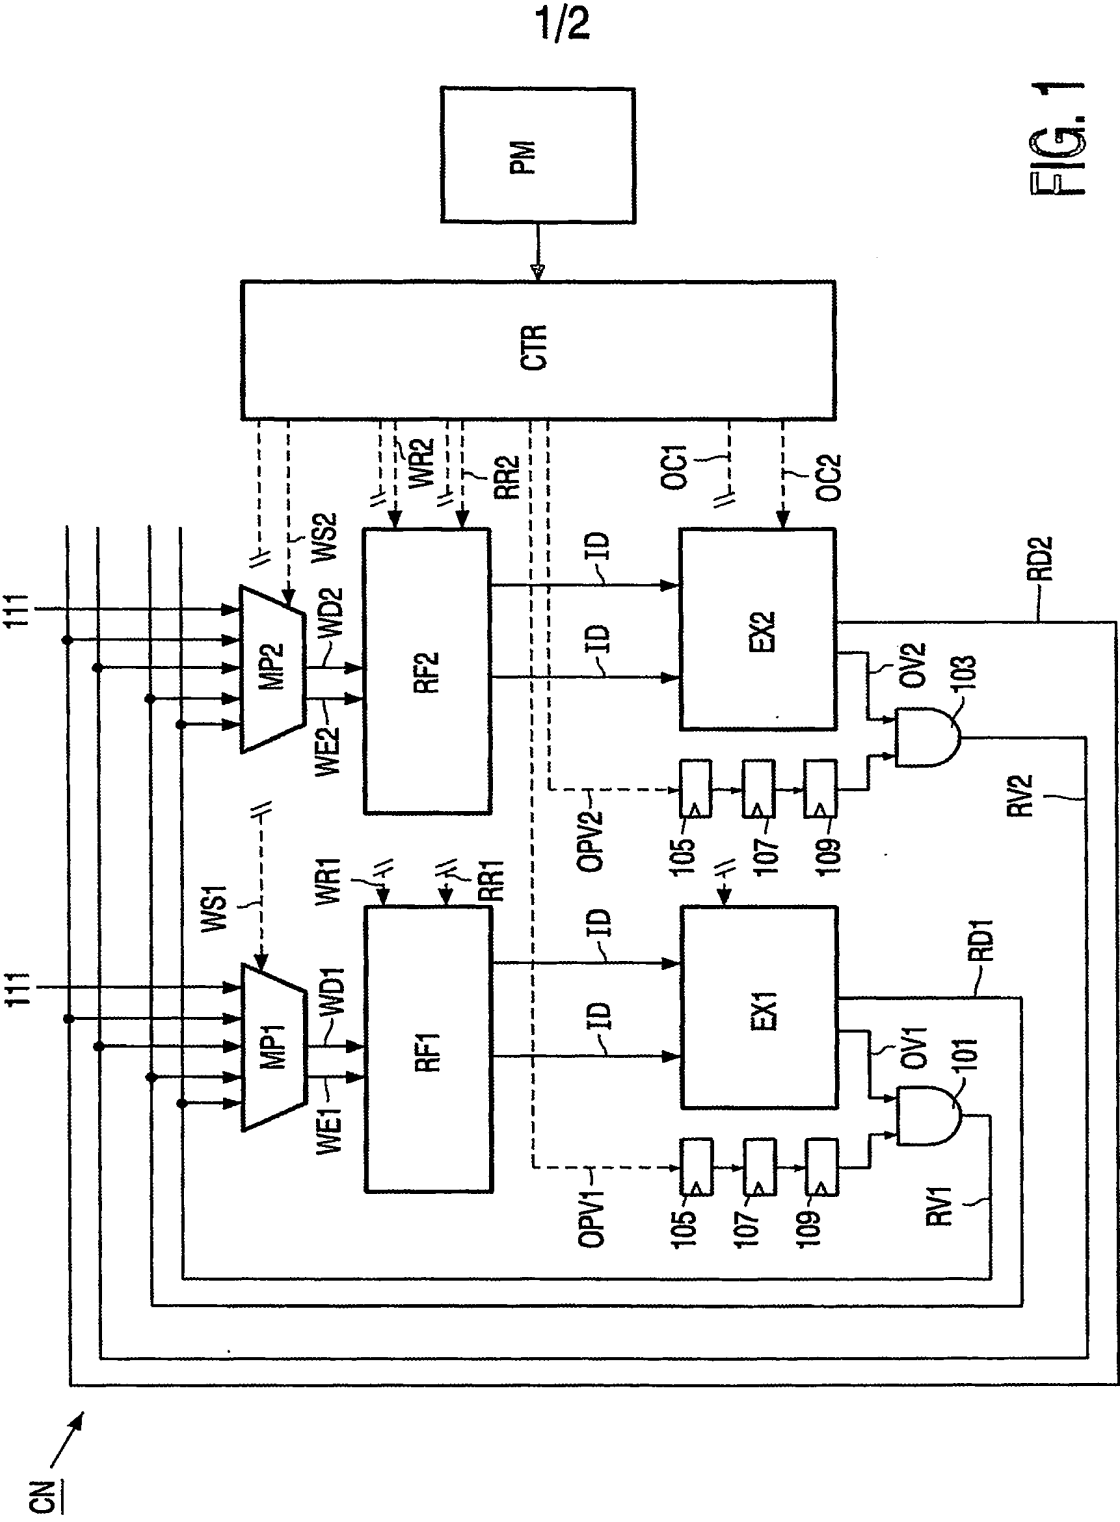 1/2
FIG. 1
PM
CTR
WS2
WR2
RR2
OC1
OC2
111
MP2
WD2
WE2
RF2
ID
ID
EX2
RD2
OV2
103
OPV2
105
107
109
RV2
WS1
WR1
RR1
111
MP1
WD1
WE1
RF1
ID
ID
EX1
RD1
OV1
101
OPV1
105
107
109
RV1
CN